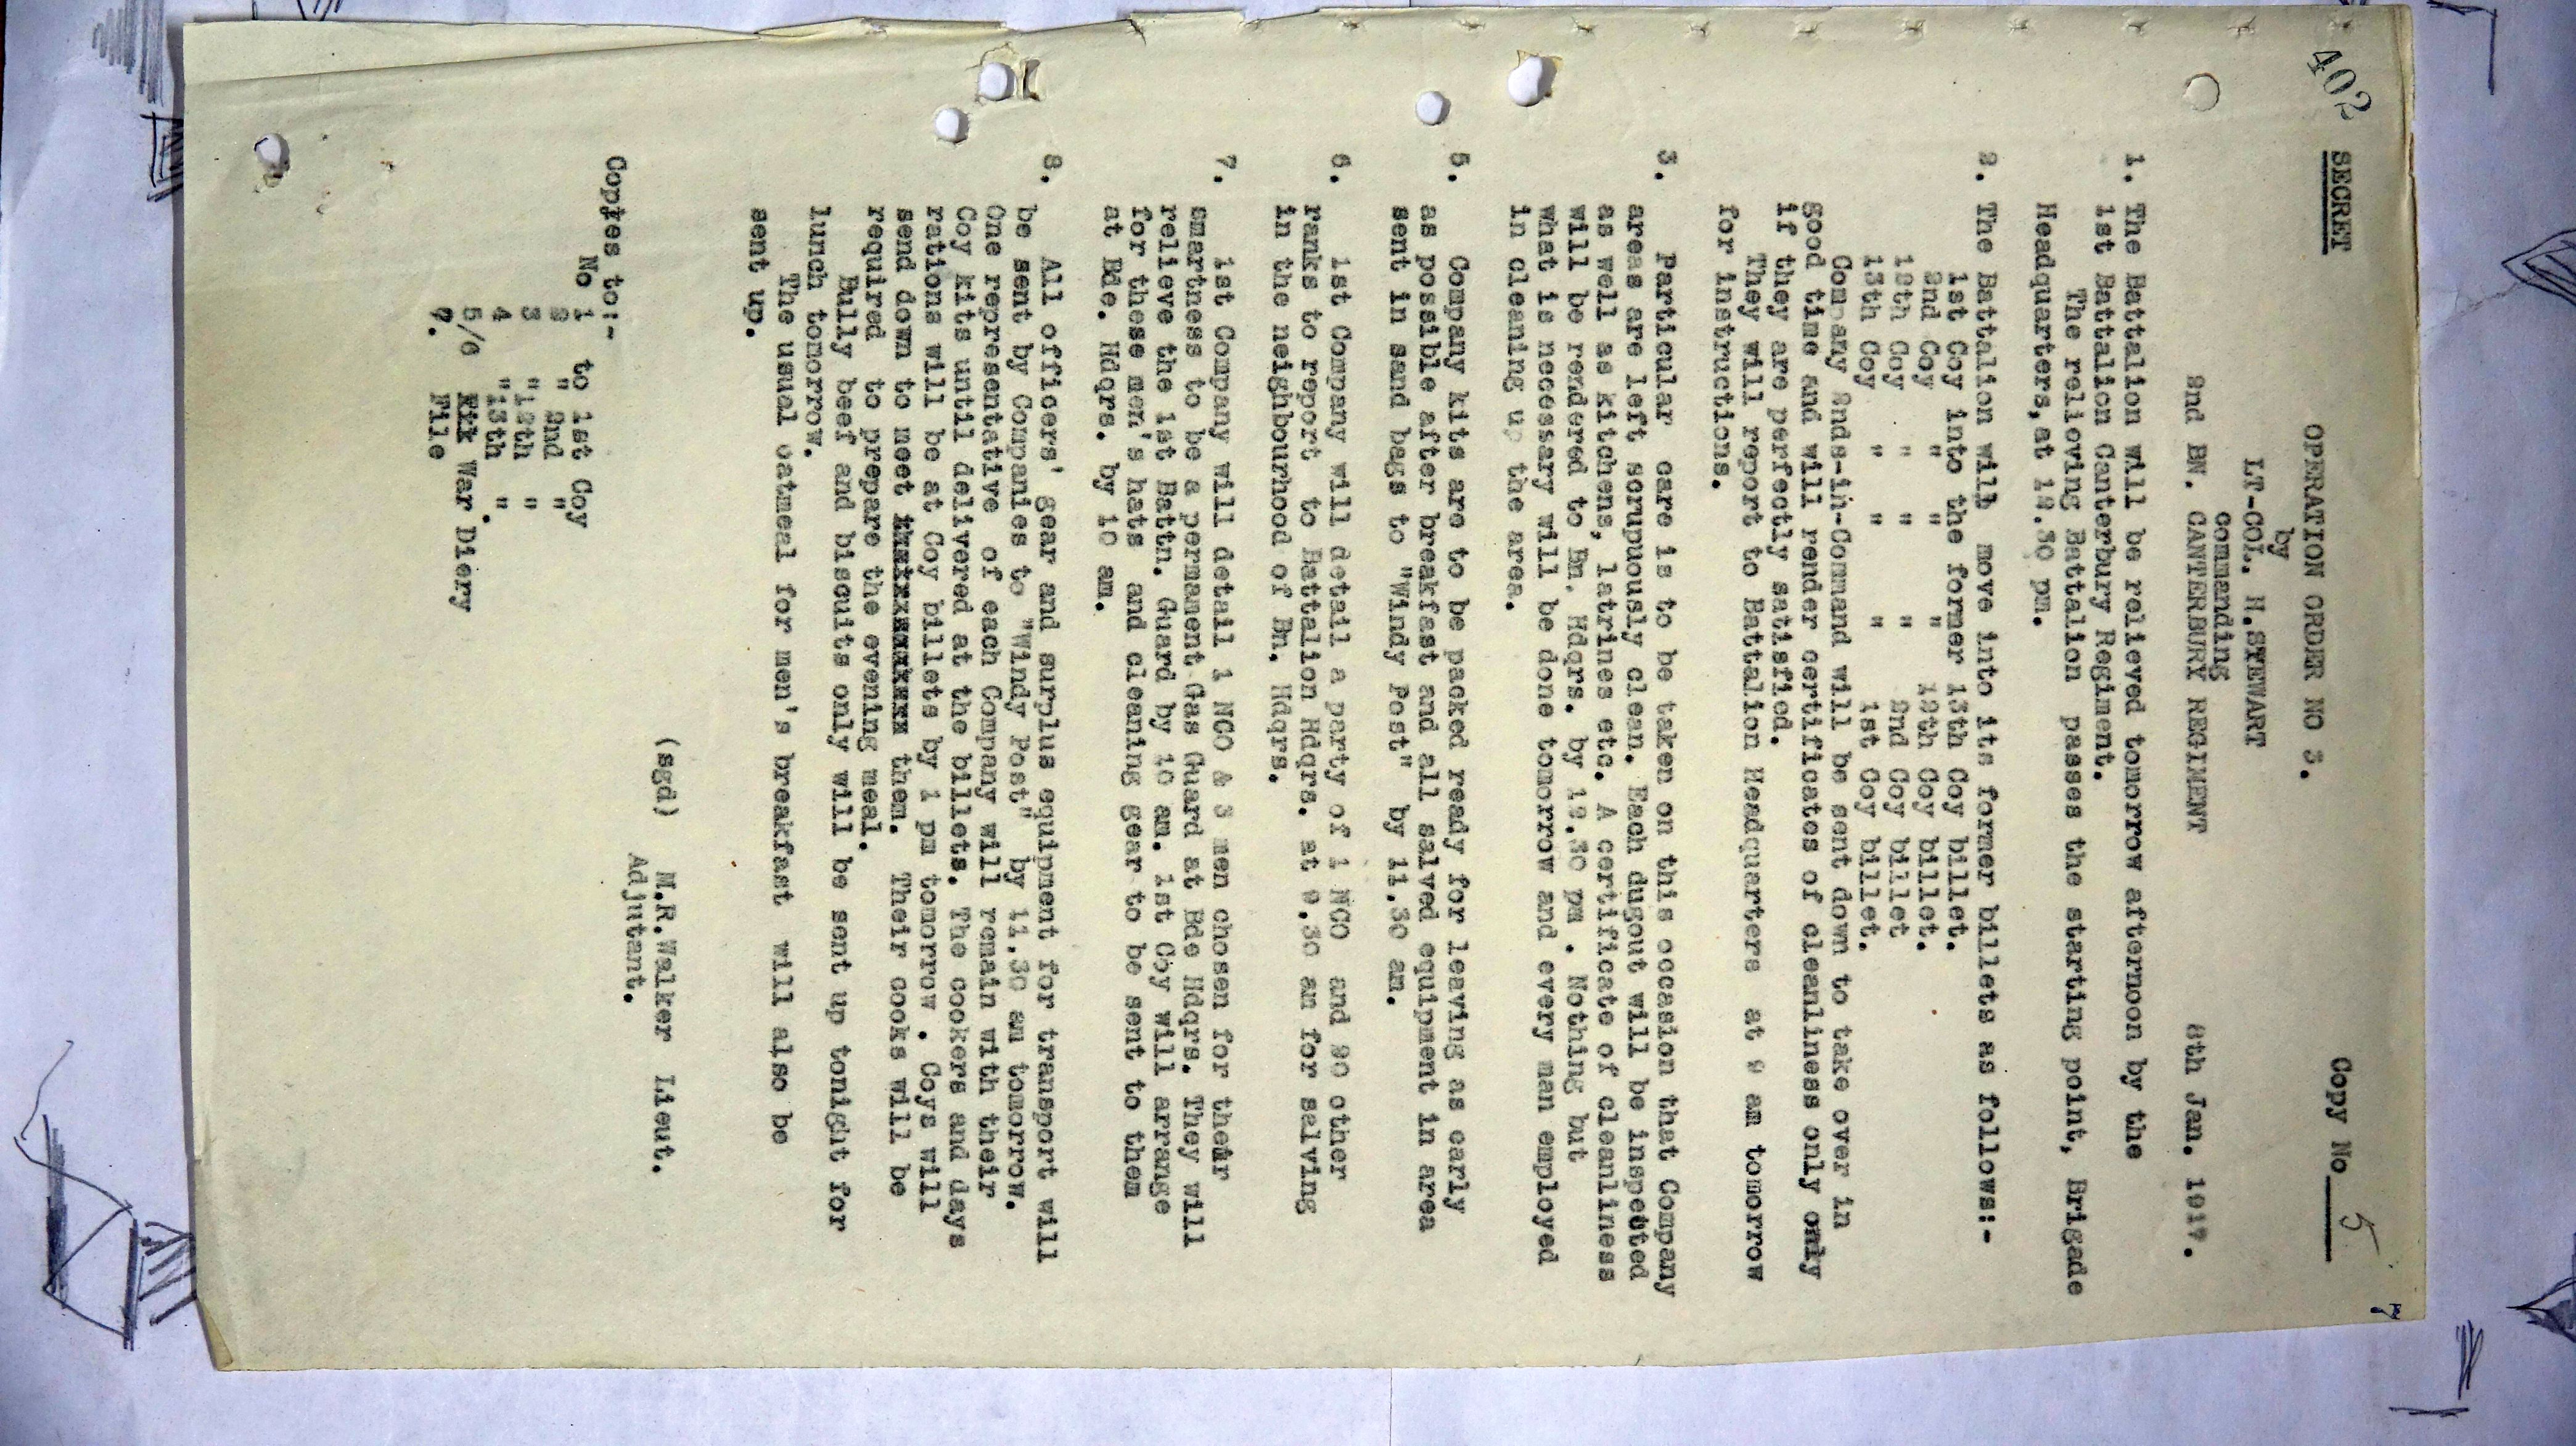 402
SECRET
Copy No 5
OPERATION ORDER NO 3.
by
LT-COL. H.STEWART
Commanding
2nd BN. CANTERBURY REGIMENT
8th Jan. 1917.
1. The Battalion will be relieved tomorrow afternoon by the
1st Battalion Canterbury Regiment.
The relieving Battalion passes the starting point, Brigade
Headquarters, at 12.30 pm.
2. The Battalion will move into its former billets as follows:-
1st Coy into the former 13th Coy billet.
2nd Coy " " " 12th Coy billet.
12th Coy " " " 2nd Coy billet
13th Coy " " " 1st Coy billet.
Company 2nds-in-Command will be sent down to take over in
good time and will render certificates of cleanliness only only
if they are perfectly satisfied.
They will report to Battalion Headquarters at 9 am tomorrow
for instructions.
3. Particular care is to be taken on this occasion that Company
areas are left scrupuously clean. Each dugout will be inspected
as well as kitchens, latrines etc. A certificate of cleanliness
will be rendered to Bn. Hdqrs. by 12.30 pm . Nothing but
what is necessary will be done tomorrow and every man employed
in cleaning up the area.
5. Company kits are to be packed ready for leaving as early
as possible after breakfast and all salved equipment in area
sent in sand bags to "Windy Post" by 11.30 am.
6. 1st Company will detail a party of 1 NCO and 20 other
ranks to report to Battalion Hdqrs. at 9.30 am for salving
in the neighbourhood of Bn. Hdqrs.
7. 1st Company will detail 1 NCO & 3 men chosen for their
smartness to be a permament Gas Guard at Bde Hdqrs. They will
relieve the 1st Battn. Guard by 10 am. 1st Coy will arrange
for these men's hats and cleaning gear to be sent to them
at Bde. Hdqrs. by 10 am.
8. All officers' gear and surplus equipment for transport will
be sent by Companies to "Windy Post" by 11.30 am tomorrow.
One representative of each Company will remain with their
Coy kits until delivered at the billets. The cookers and days
rations will be at Coy billets by 1 pm tomorrow . Coys will
send down to meet them. Their cooks will be
required to prepare the evening meal.
Bully beef and biscuits only will be sent up tonight for
lunch tomorrow.
The usual oatmeal for men's breakfast will also be
sent up.
(sgd) M.R.Walker Lieut.
Adjutant.
Copies to:-
No 1 to 1st Coy
2 " 2nd "
3 " 12th "
4 " 13th "
5/6 War Diery
7. File